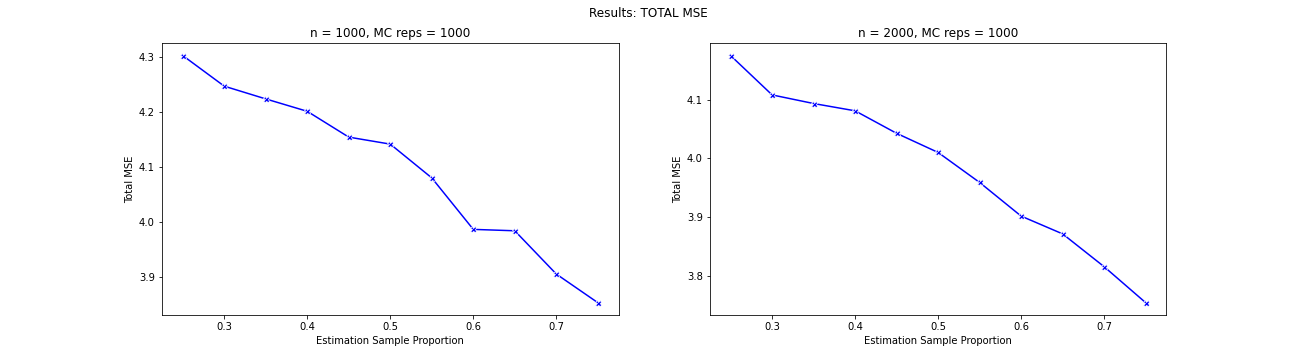 Results: TOTAL MSE
n = 1000, MC reps = 1000
4.3
4.2
4.1
4.0
3.9
Total MSE
0.3
0.4
0.5
0.6
0.7
Estimation Sample Proportion
n = 2000, MC reps = 1000
4.1
4.0
3.9
3.8
Total MSE
0.3
0.4
0.5
0.6
0.7
Estimation Sample Proportion